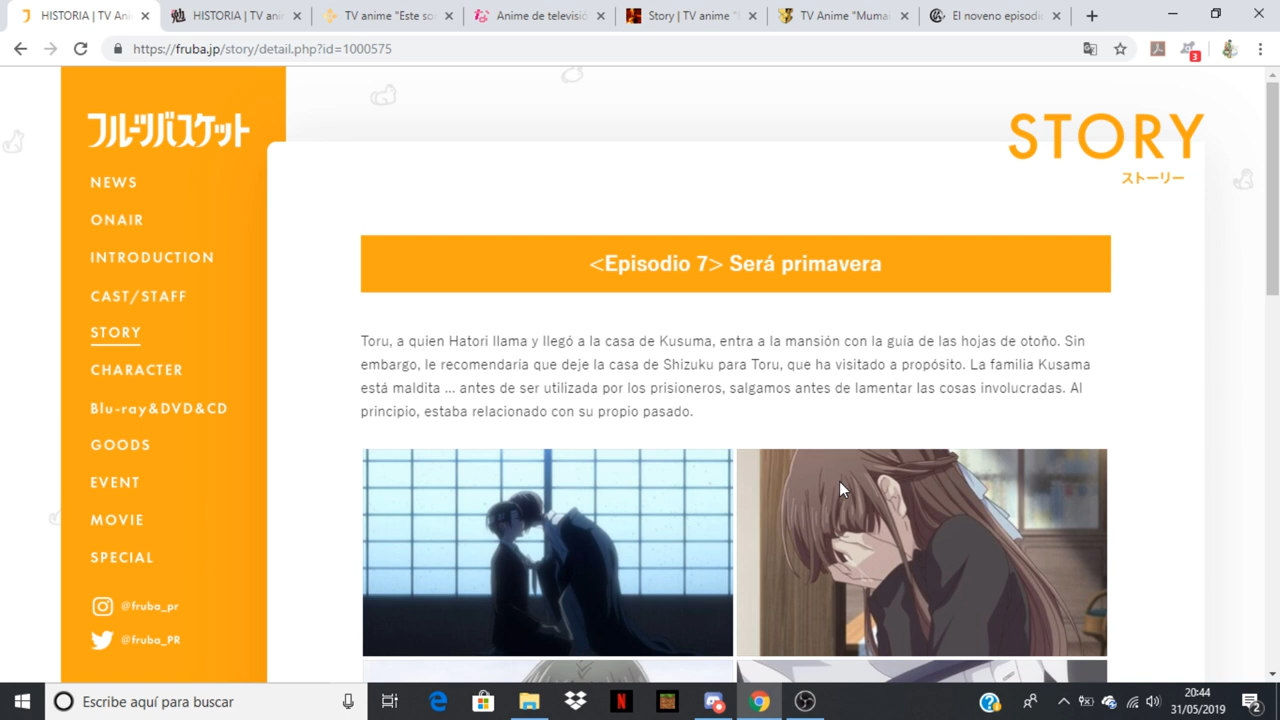 HISTORIA | TV Ani
HISTORIA | TV ani
TV anime "Este so
Anime de televisió
Story | TV anime "
TV Anime "Muma
El noveno episodio
https://fruba.jp/story/detail.php?id=1000575
3
フルーツバスケット
NEWS
ONAIR
INTRODUCTION
CAST/STAFF
STORY
CHARACTER
Blu-ray&DVD&CD
GOODS
EVENT
MOVIE
SPECIAL
@fruba_pr
@fruba_PR
STORY
ストーリー
<Episodio 7> Será primavera
Toru, a quien Hatori llama y llegó a la casa de Kusuma, entra a la mansión con la guía de las hojas de otoño. Sin
embargo, le recomendaría que deje la casa de Shizuku para Toru, que ha visitado a propósito. La familia Kusama
está maldita ... antes de ser utilizada por los prisioneros, salgamos antes de lamentar las cosas involucradas. Al
principio, estaba relacionado con su propio pasado.
Escribe aquí para buscar
20:44
31/05/2019
2